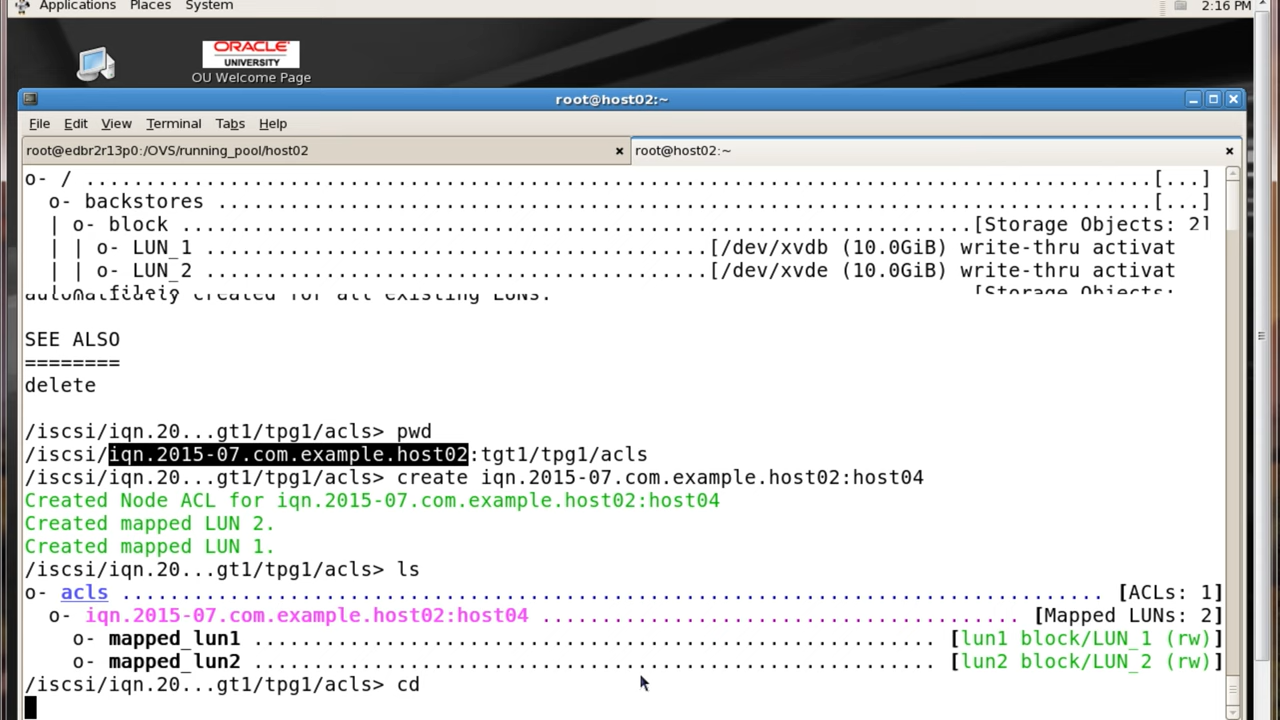 Applications Places System 2:16 PM
ORACLE
UNIVERSITY
OU Welcome Page
root@host02:~
File Edit View Terminal Tabs Help
root@edbr2r13p0:/OVS/running_pool/host02
root@host02:~
o- / ..........................................................................................[...]
o- backstores ...............................................................................[...]
| o- block ....................................................................[Storage Objects: 2]
| | o- LUN_1 ...........................................[/dev/xvdb (10.0GiB) write-thru activat
| | o- LUN_2 ...........................................[/dev/xvde (10.0GiB) write-thru activat
created for all existing LUNs. [Storage Objects:
SEE ALSO
========
delete
/iscsi/iqn.20...gt1/tpg1/acls> pwd
/iscsi/iqn.2015-07.com.example.host02:tgt1/tpg1/acls
/iscsi/iqn.20...gt1/tpg1/acls> create iqn.2015-07.com.example.host02:host04
Created Node ACL for iqn.2015-07.com.example.host02:host04
Created mapped LUN 2.
Created mapped LUN 1.
/iscsi/iqn.20...gt1/tpg1/acls> ls
o- acls .................................................................................... [ACLs: 1]
o- iqn.2015-07.com.example.host02:host04 ......................................... [Mapped LUNs: 2]
o- mapped_lun1 .......................................................... [lun1 block/LUN_1 (rw)]
o- mapped_lun2 .......................................................... [lun2 block/LUN_2 (rw)]
/iscsi/iqn.20...gt1/tpg1/acls> cd